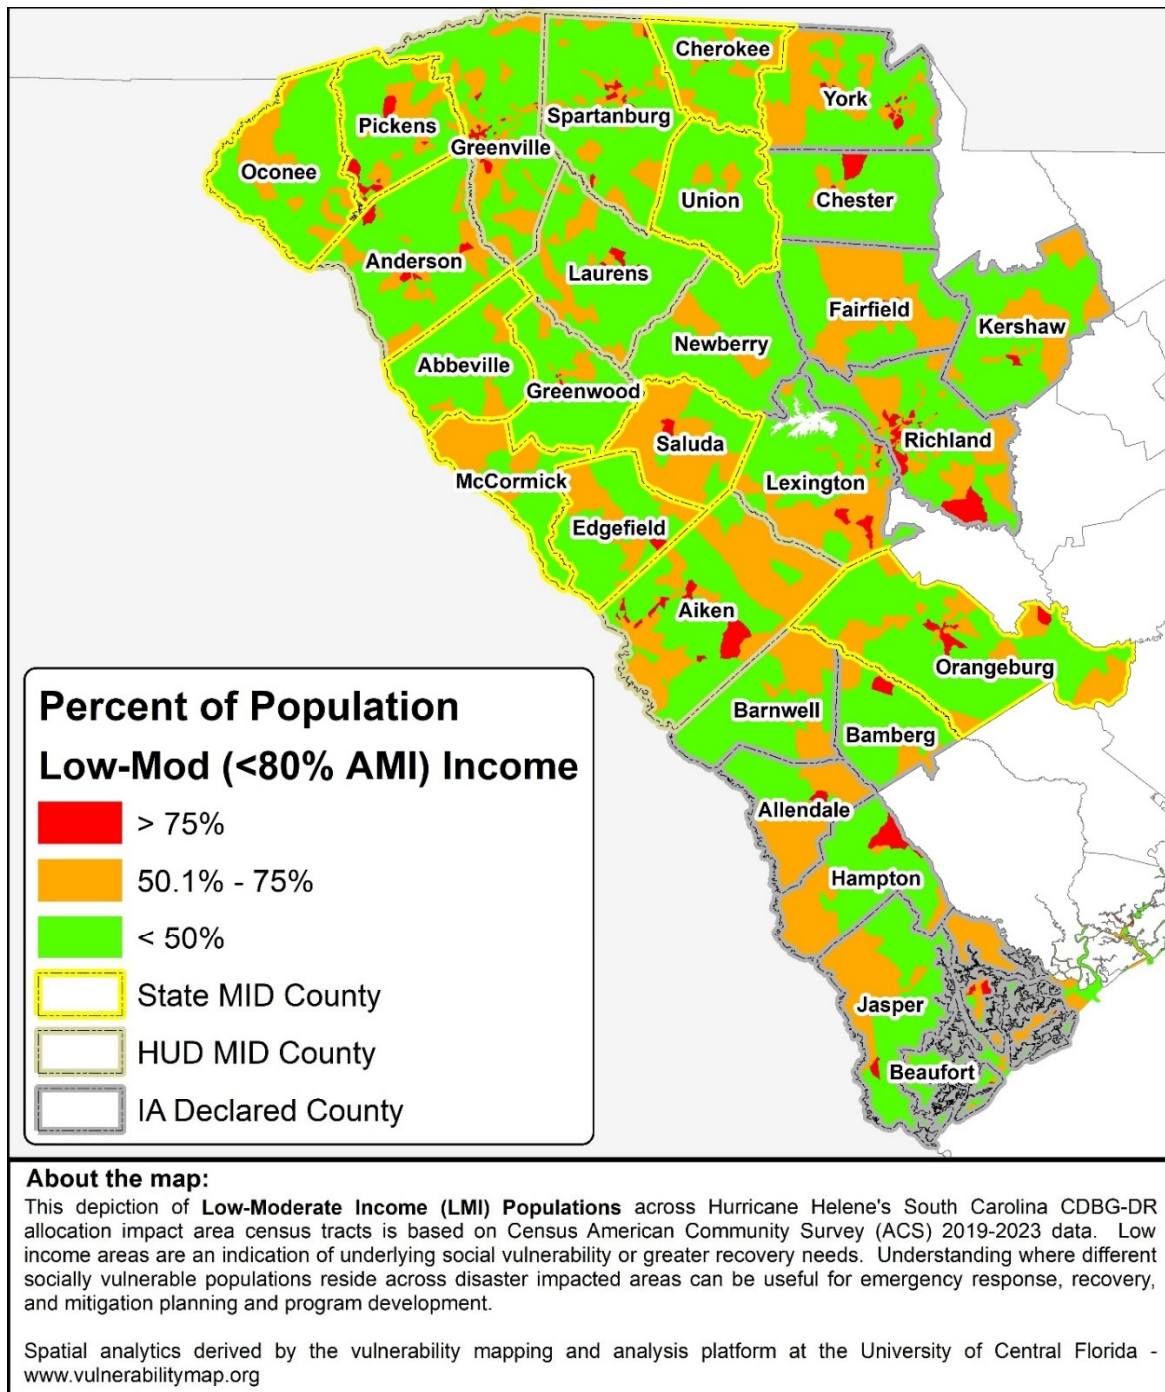 Cherokee
York
Spartanburg
Pickens
Greenville
Oconee
Union
Chester
Anderson
Laurens
Fairfield
Kershaw
Newberry
Abbeville
Greenwood
Saluda
Richland
McCormick
Lexington
Edgefield
Aiken
Orangeburg
Barnwell
Bamberg
Allendale
Hampton
Jasper
Beaufort
Percent of Population
Low-Mod (<80% AMI) Income
> 75%
50.1% - 75%
< 50%
State MID County
HUD MID County
IA Declared County
About the map:
This depiction of Low-Moderate Income (LMI) Populations across Hurricane Helene's South Carolina CDBG-DR
allocation impact area census tracts is based on Census American Community Survey (ACS) 2019-2023 data. Low
income areas are an indication of underlying social vulnerability or greater recovery needs. Understanding where different
socially vulnerable populations reside across disaster impacted areas can be useful for emergency response, recovery,
and mitigation planning and program development.
Spatial analytics derived by the vulnerability mapping and analysis platform at the University of Central Florida -
www.vulnerabilitymap.org